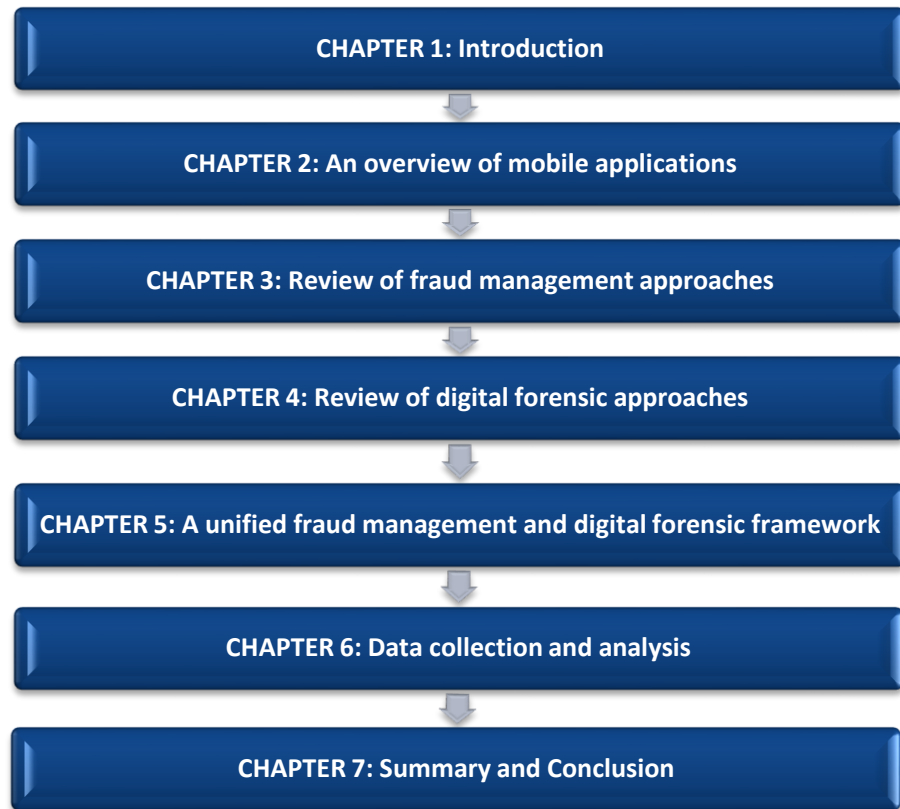 CHAPTER 1: Introduction
CHAPTER 2: An overview of mobile applications
CHAPTER 3: Review of fraud management approaches
CHAPTER 4: Review of digital forensic approaches
CHAPTER 5: A unified fraud management and digital forensic framework
CHAPTER 6: Data collection and analysis
CHAPTER 7: Summary and Conclusion